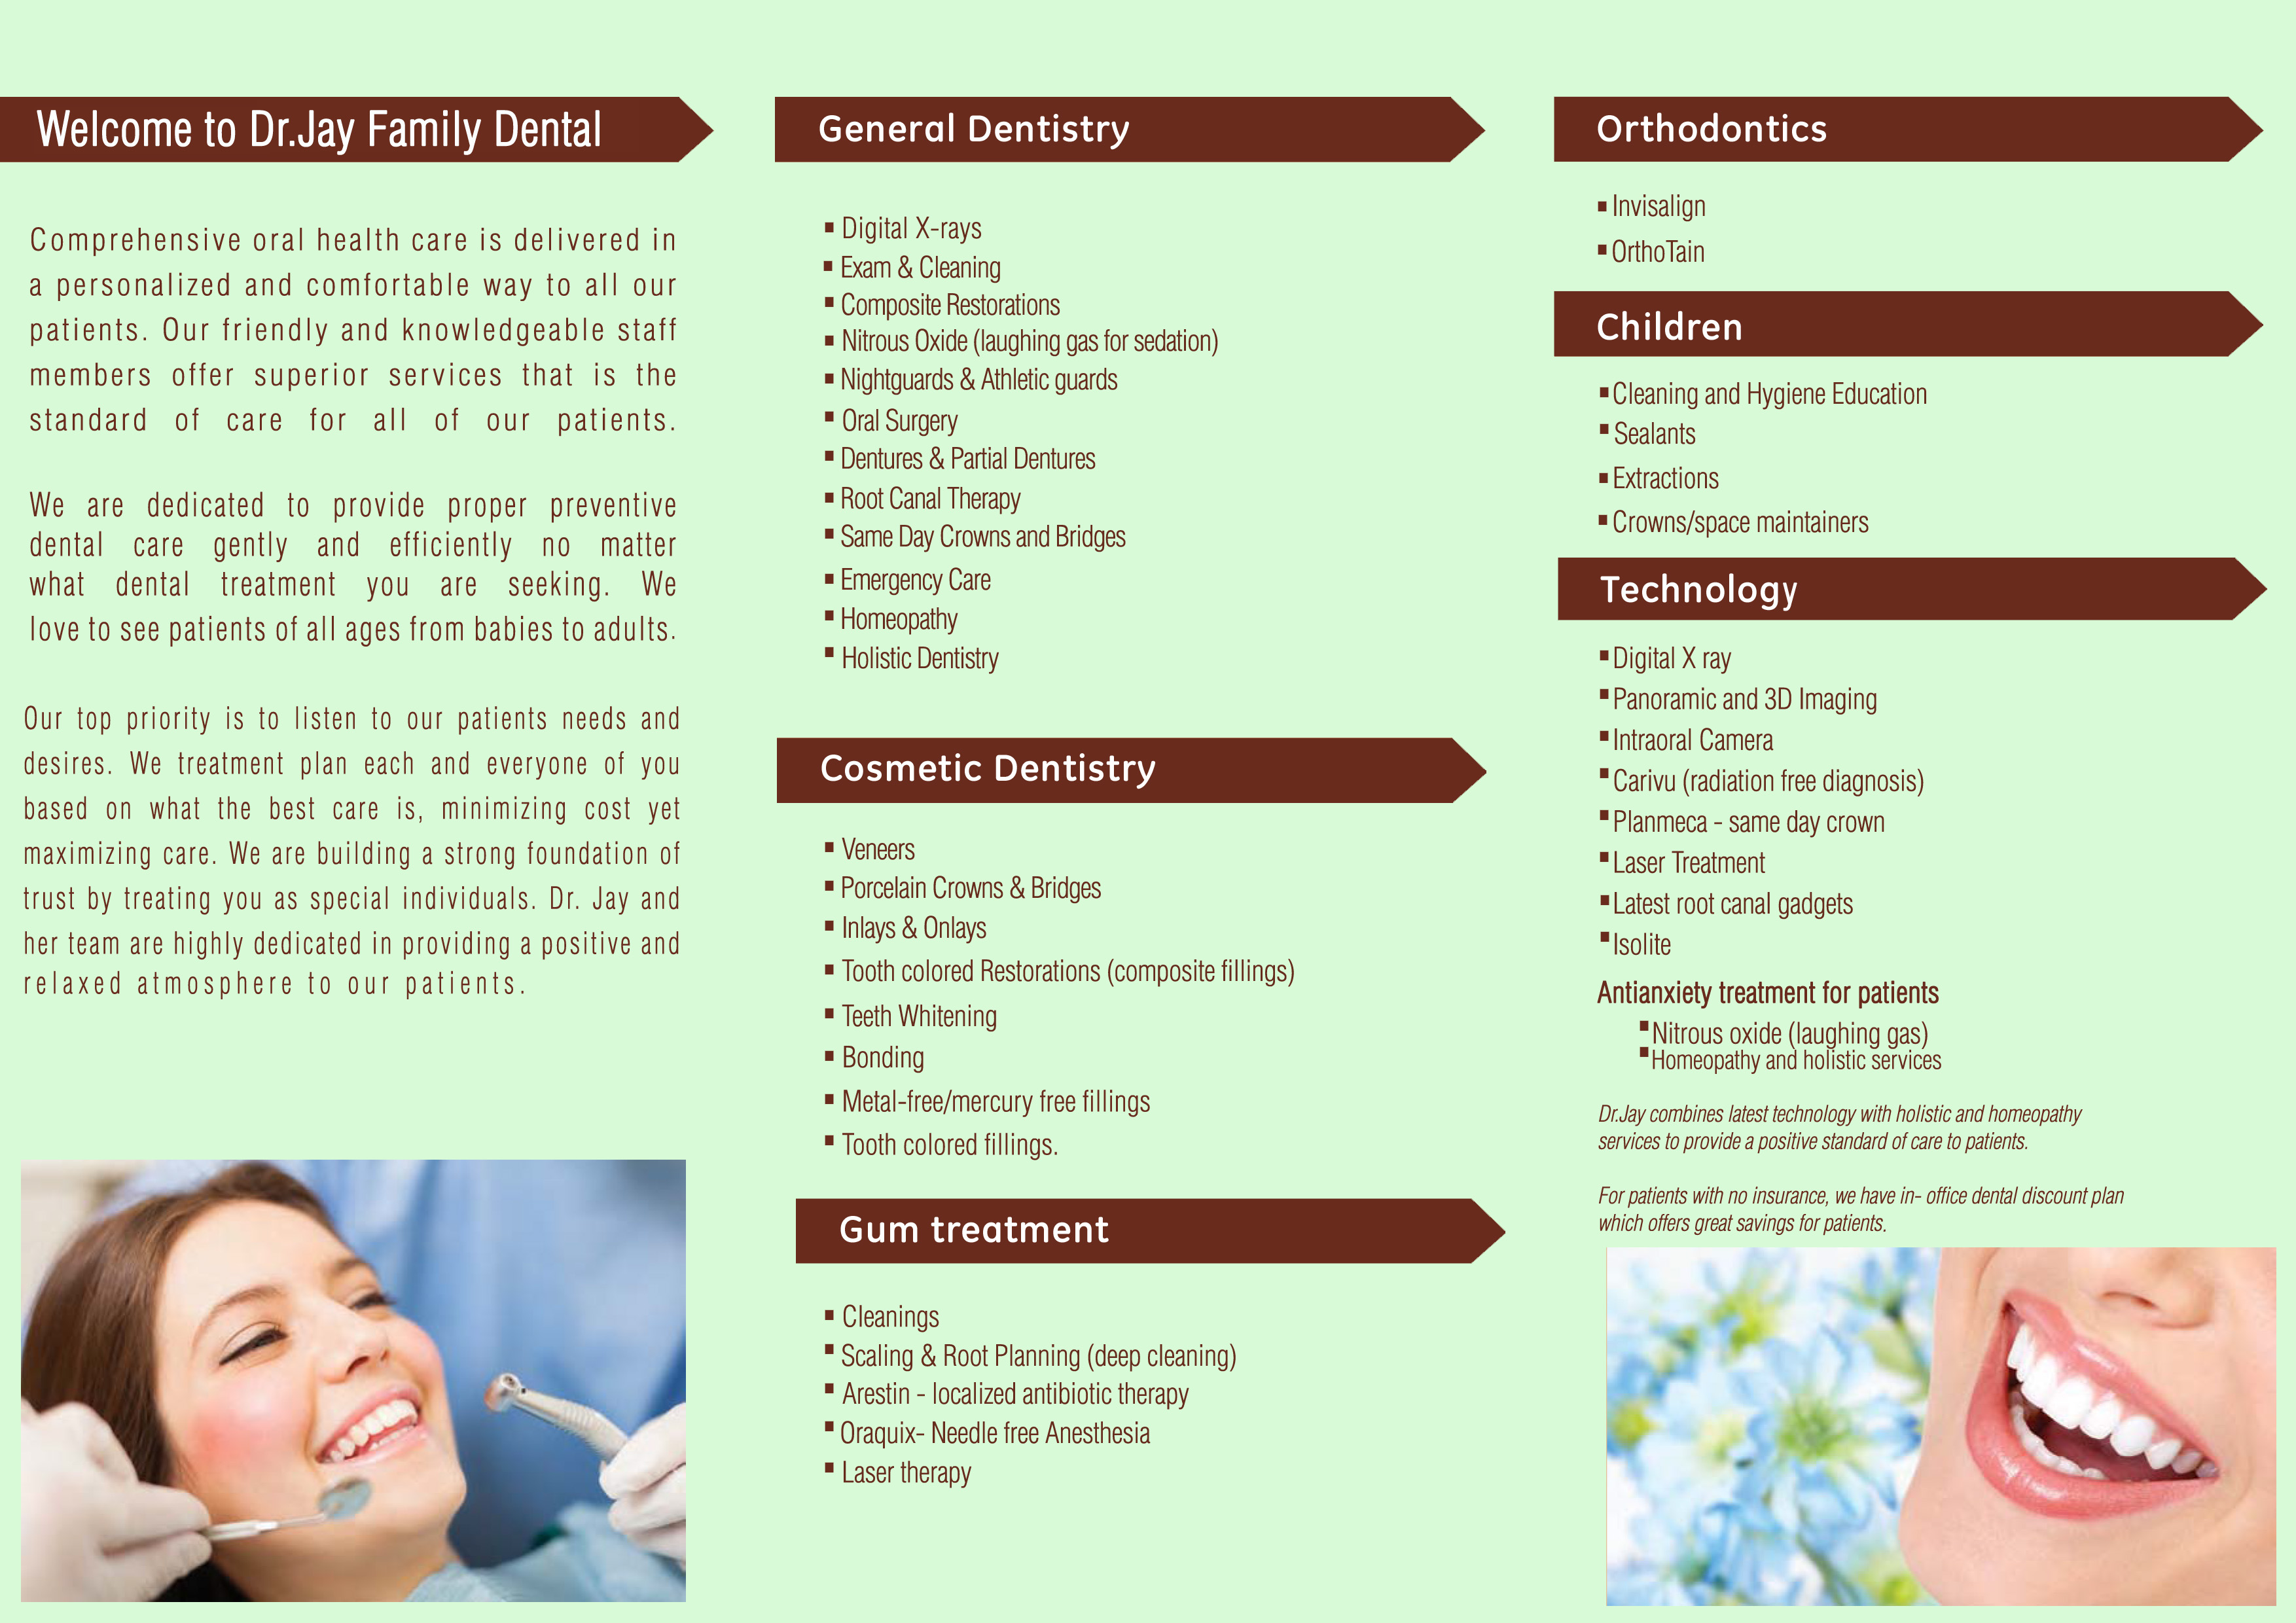 Welcome to Dr.Jay Family Dental
Comprehensive oral health care is delivered in
a personalized and comfortable way to all our
patients. Our friendly and knowledgeable staff
members offer superior services that is the
standard of care for all of our patients.
We are dedicated to provide proper preventive
dental care gently and efficiently no matter
what dental treatment you are seeking. We
love to see patients of all ages from babies to adults.
Our top priority is to listen to our patients needs and
desires. We treatment plan each and everyone of you
based on what the best care is, minimizing cost yet
maximizing care. We are building a strong foundation of
trust by treating you as special individuals. Dr. Jay and
her team are highly dedicated in providing a positive and
relaxed atmosphere to our patients.
General Dentistry
▪ Digital X-rays
▪ Exam & Cleaning
▪ Composite Restorations
▪ Nitrous Oxide (laughing gas for sedation)
▪ Nightguards & Athletic guards
▪ Oral Surgery
▪ Dentures & Partial Dentures
▪ Root Canal Therapy
▪ Same Day Crowns and Bridges
▪ Emergency Care
▪ Homeopathy
▪ Holistic Dentistry
Cosmetic Dentistry
▪ Veneers
▪ Porcelain Crowns & Bridges
▪ Inlays & Onlays
▪ Tooth colored Restorations (composite fillings)
▪ Teeth Whitening
▪ Bonding
▪ Metal-free/mercury free fillings
▪ Tooth colored fillings.
Gum treatment
▪ Cleanings
▪ Scaling & Root Planning (deep cleaning)
▪ Arestin - localized antibiotic therapy
▪ Oraquix- Needle free Anesthesia
▪ Laser therapy
Orthodontics
▪ Invisalign
▪ OrthoTain
Children
▪ Cleaning and Hygiene Education
▪ Sealants
▪ Extractions
▪ Crowns/space maintainers
Technology
▪ Digital X ray
▪ Panoramic and 3D Imaging
▪ Intraoral Camera
▪ Carivu (radiation free diagnosis)
▪ Planmeca - same day crown
▪ Laser Treatment
▪ Latest root canal gadgets
▪ Isolite
Antianxiety treatment for patients
▪ Nitrous oxide (laughing gas)
▪ Homeopathy and holistic services
Dr.Jay combines latest technology with holistic and homeopathy
services to provide a positive standard of care to patients.
For patients with no insurance, we have in- office dental discount plan
which offers great savings for patients.